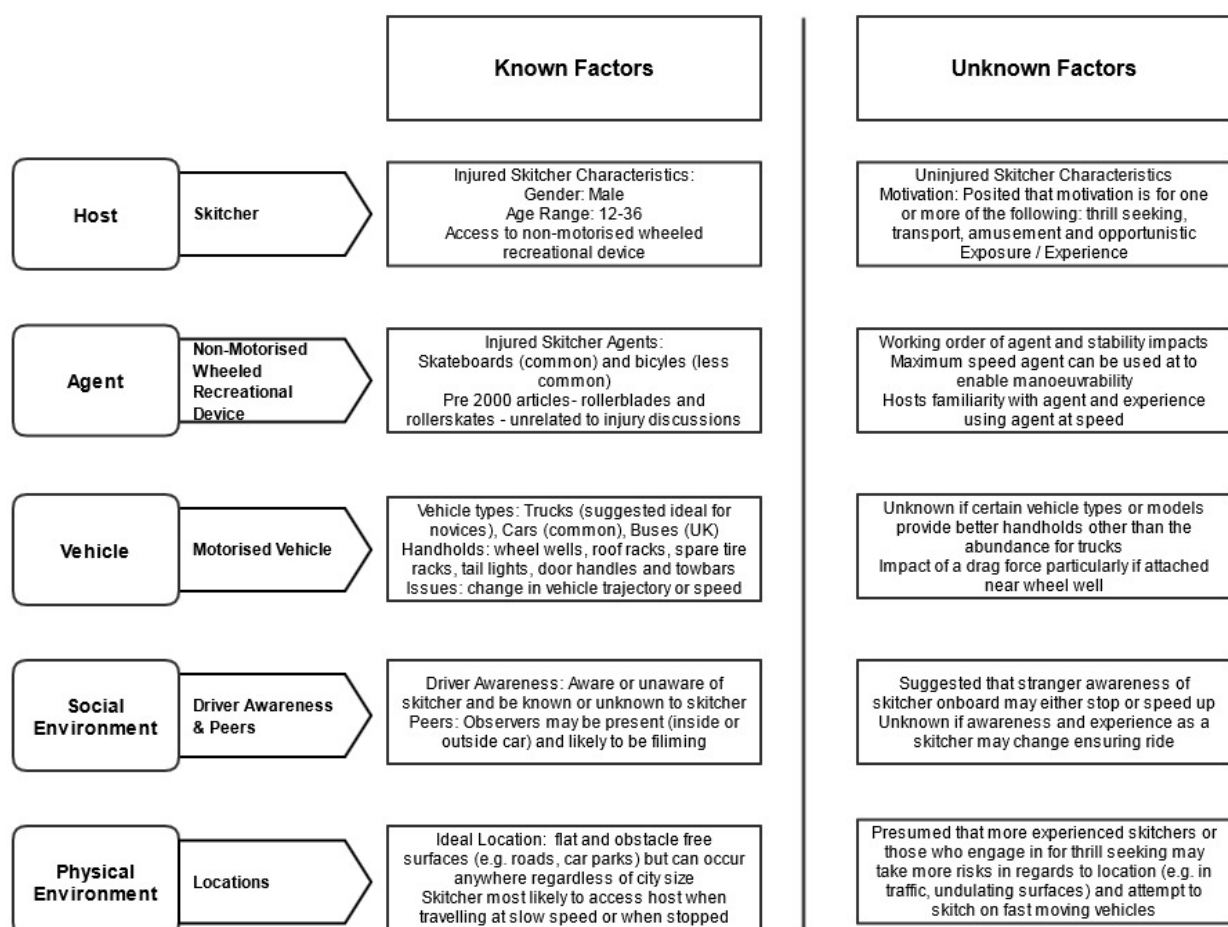 Known Factors
Unknown Factors
Host
Skitcher
Injured Skitcher Characteristics:
Gender: Male
Age Range: 12-36
Access to non-motorised wheeled
recreational device
Uninjured Skitcher Characteristics
Motivation: Posited that motivation is for one
or more of the following: thrill seeking,
transport, amusement and opportunistic
Exposure / Experience
Agent
Non-Motorised
Wheeled
Recreational
Device
Injured Skitcher Agents:
Skateboards (common) and bicyles (less
common)
Pre 2000 articles- rollerblades and
rollerskates - unrelated to injury discussions
Working order of agent and stability impacts
Maximum speed agent can be used at to
enable manoeuvrability
Hosts familiarity with agent and experience
using agent at speed
Vehicle
Motorised Vehicle
Vehicle types: Trucks (suggested ideal for
novices), Cars (common), Buses (UK)
Handholds: wheel wells, roof racks, spare tire
racks, tail lights, door handles and towbars
Issues: change in vehicle trajectory or speed
Unknown if certain vehicle types or models
provide better handholds other than the
abundance for trucks
Impact of a drag force particularly if attached
near wheel well
Social
Environment
Driver Awareness
& Peers
Driver Awareness: Aware or unaware of
skitcher and be known or unknown to skitcher
Peers: Observers may be present (inside or
outside car) and likely to be filiming
Suggested that stranger awareness of
skitcher onboard may either stop or speed up
Unknown if awareness and experience as a
skitcher may change ensuring ride
Physical
Environment
Locations
Ideal Location: flat and obstacle free
surfaces (e.g. roads, car parks) but can occur
anywhere regardless of city size
Skitcher most likely to access host when
travelling at slow speed or when stopped
Presumed that more experienced skitchers or
those who engage in for thrill seeking may
take more risks in regards to location (e.g. in
traffic, undulating surfaces) and attempt to
skitch on fast moving vehicles